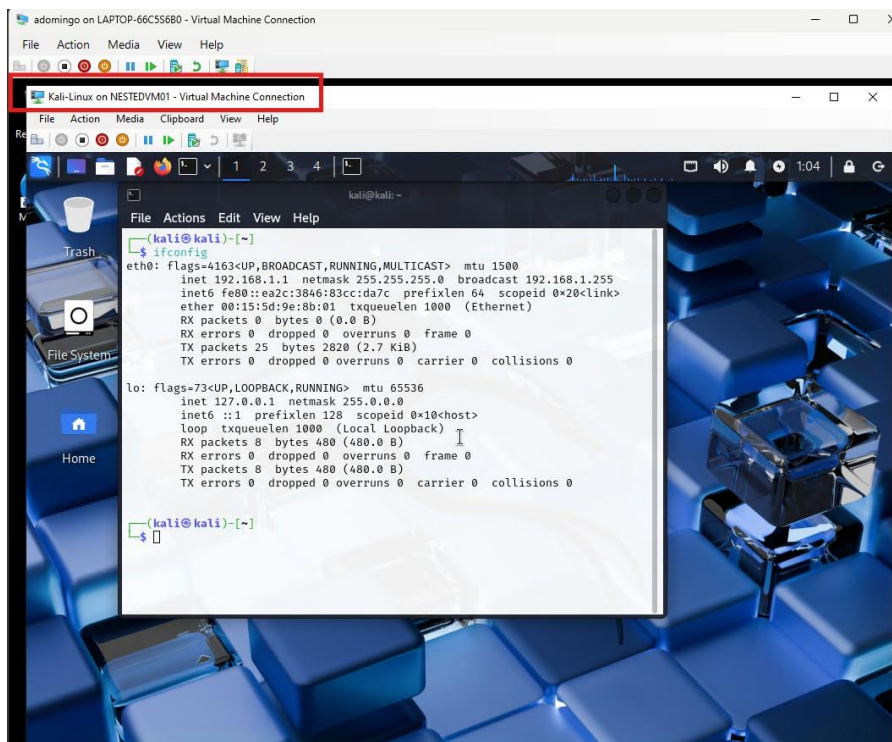 adomingo on LAPTOP-66C5S6B0 - Virtual Machine Connection
File Action Media View Help
Kali-Linux on NESTEDVM01 - Virtual Machine Connection
File Action Media Clipboard View Help
1 2 3 4
1:04
kali@kali: ~
File Actions Edit View Help
Trash
File System
Home
(kali㉿kali)-[~]
$ ifconfig
eth0: flags=4163<UP,BROADCAST,RUNNING,MULTICAST> mtu 1500
inet 192.168.1.1 netmask 255.255.255.0 broadcast 192.168.1.255
inet6 fe80::ea2c:3846:83cc:da7c prefixlen 64 scopeid 0×20<link>
ether 00:15:5d:9e:8b:01 txqueuelen 1000 (Ethernet)
RX packets 0 bytes 0 (0.0 B)
RX errors 0 dropped 0 overruns 0 frame 0
TX packets 25 bytes 2820 (2.7 KiB)
TX errors 0 dropped 0 overruns 0 carrier 0 collisions 0
lo: flags=73<UP,LOOPBACK,RUNNING> mtu 65536
inet 127.0.0.1 netmask 255.0.0.0
inet6 ::1 prefixlen 128 scopeid 0×10<host>
loop txqueuelen 1000 (Local Loopback)
RX packets 8 bytes 480 (480.0 B)
RX errors 0 dropped 0 overruns 0 frame 0
TX packets 8 bytes 480 (480.0 B)
TX errors 0 dropped 0 overruns 0 carrier 0 collisions 0
(kali㉿kali)-[~]
$